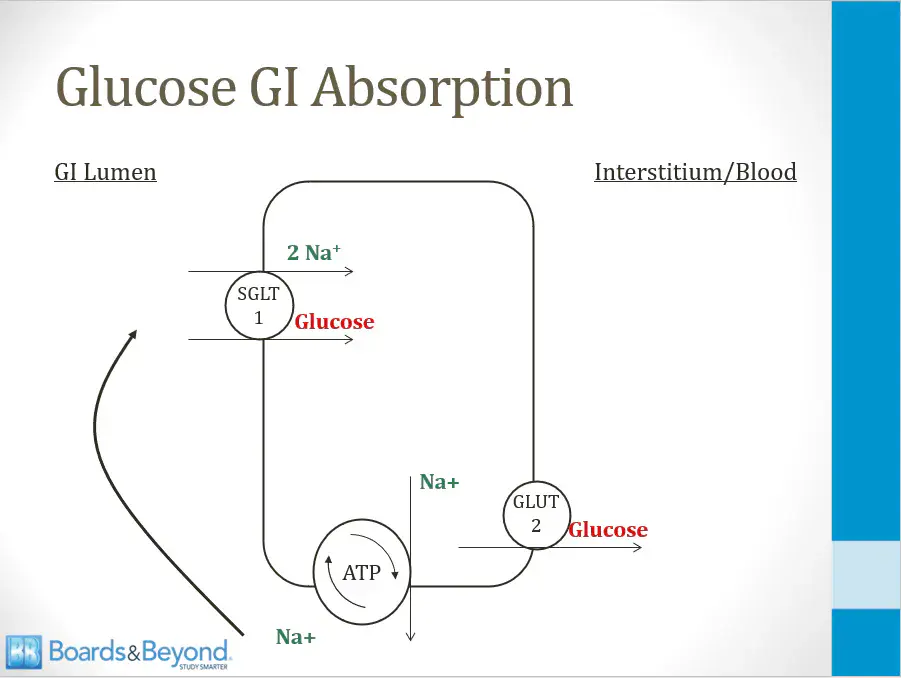 Glucose GI Absorption
GI Lumen
Interstitium/Blood
2 Na⁺
SGLT
1
Glucose
Na+
GLUT
2
Glucose
ATP
Na+
BB
Boards&Beyond.
STUDY SMARTER